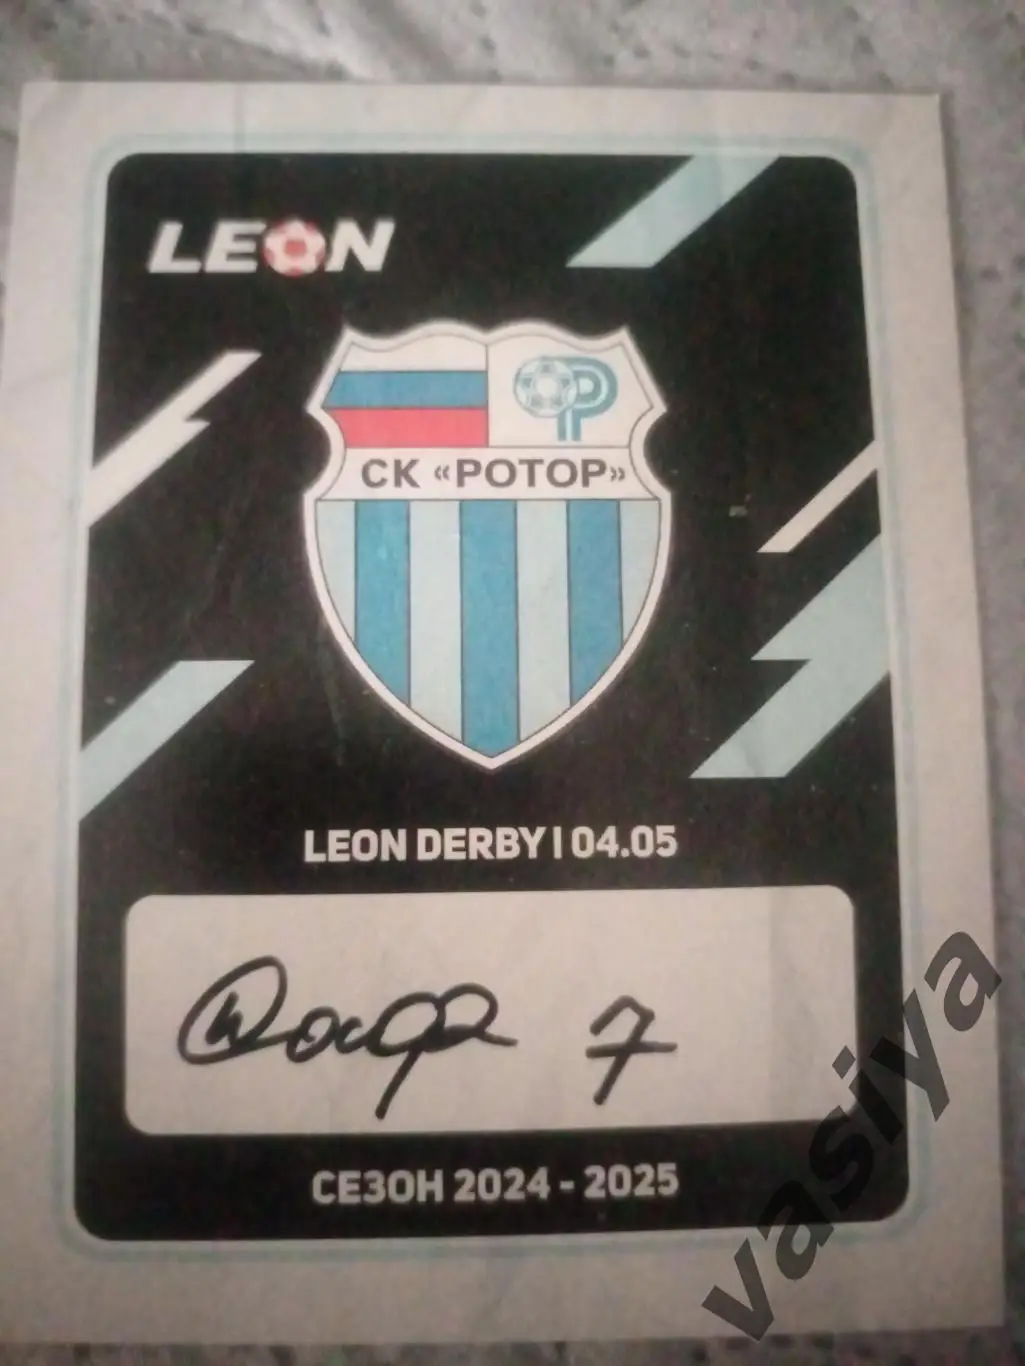 LEON
СК «РОТОР»
LEON DERBY | 04.05
7
СЕЗОН 2024 - 2025
vasiya